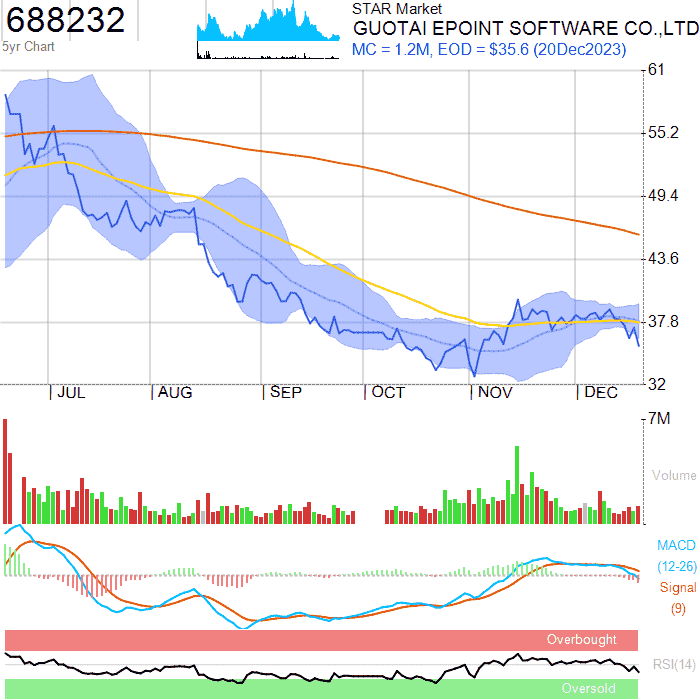 688232
5yr Chart
STAR Market
GUOTAI EPOINT SOFTWARE CO.,LTD
MC = 1.2M, EOD = $35.6 (20Dec2023)
61
55.2
49.4
43.6
37.8
32
JUL AUG SEP OCT NOV DEC
7M
Volume
MACD
(12-26)
Signal
(9)
Overbought
RSI(14)
Oversold